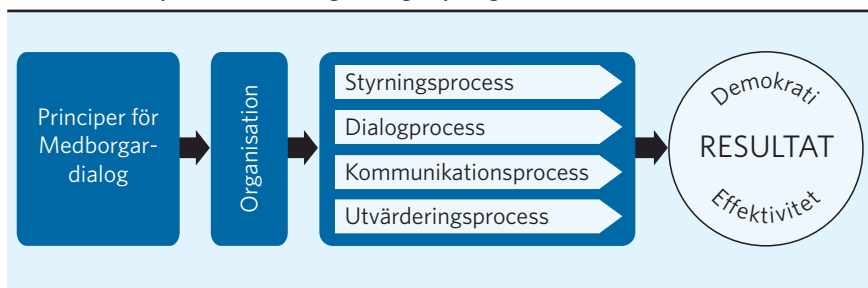 Principer för
Medborgar-
dialog
Organisation
Styrningsprocess
Dialogprocess
Kommunikationsprocess
Utvärderingsprocess
Demokrati
RESULTAT
Effektivitet